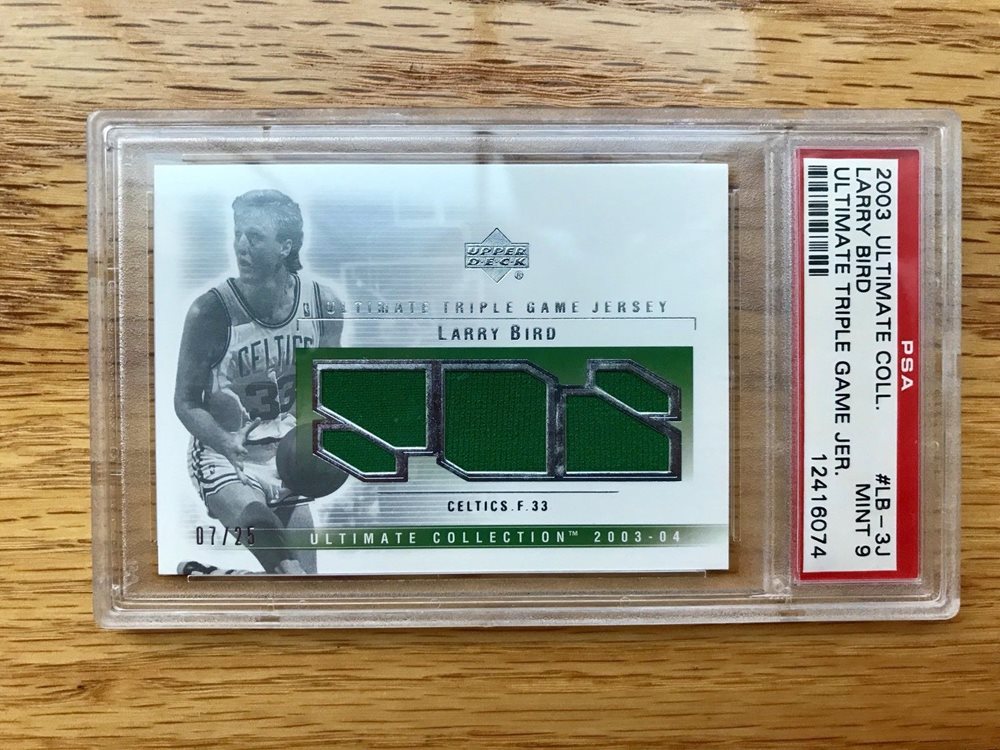 UPPER
DECK
®
ULTIMATE TRIPLE GAME JERSEY
LARRY BIRD
CELTICS
33
CELTICS.F.33
07/25
ULTIMATE COLLECTION™ 2003-04
PSA
2003 ULTIMATE COLL. #LB-3J
LARRY BIRD MINT 9
ULTIMATE TRIPLE GAME JER. 12416074